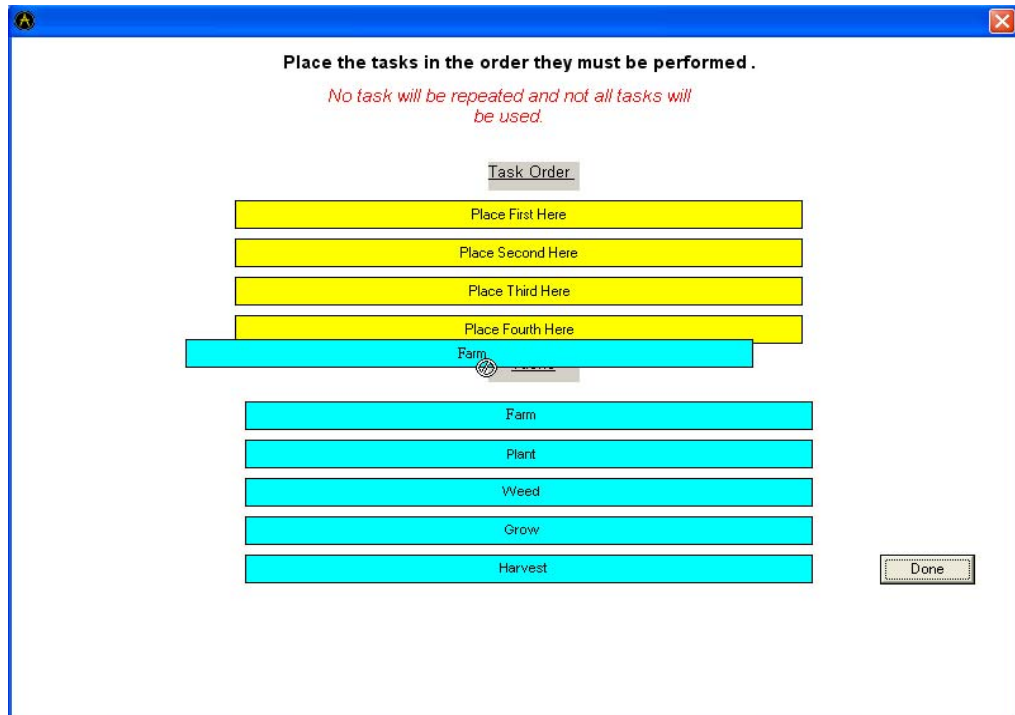 Place the tasks in the order they must be performed .
No task will be repeated and not all tasks will
be used.
Task Order
Place First Here
Place Second Here
Place Third Here
Place Fourth Here
Farm
Farm
Plant
Weed
Grow
Harvest
Done